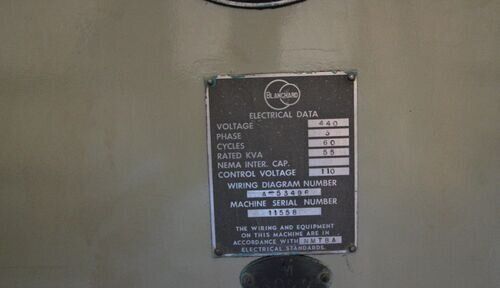 BLANCHARD
ELECTRICAL DATA
VOLTAGE 440
PHASE 3
CYCLES 60
RATED KVA 55
NEMA INTER. CAP.
CONTROL VOLTAGE 110
WIRING DIAGRAM NUMBER
MACHINE SERIAL NUMBER
11558
THE WIRING AND EQUIPMENT
ON THIS MACHINE ARE IN
ACCORDANCE WITH NMTBA
ELECTRICAL STANDARDS.